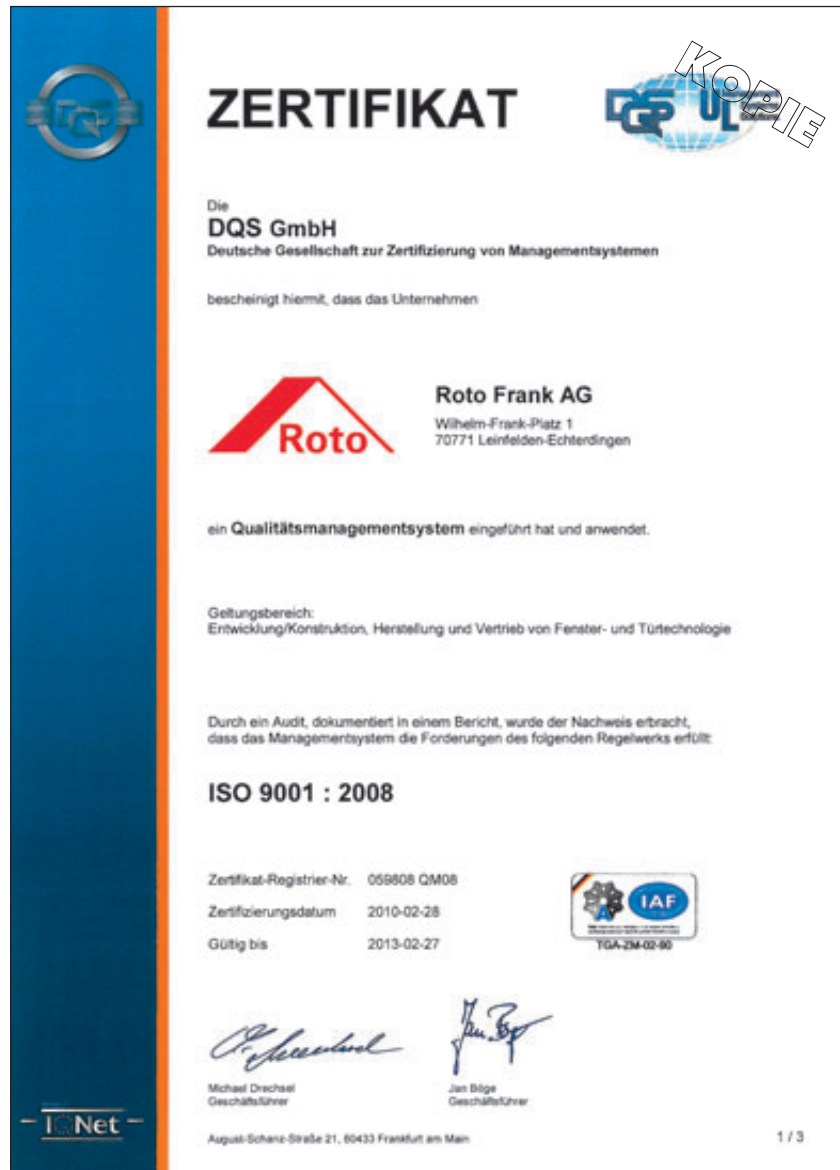 ZERTIFIKAT
DQS UL
Solutions
KOPIE
Die
DQS GmbH
Deutsche Gesellschaft zur Zertifizierung von Managementsystemen
bescheinigt hiermit, dass das Unternehmen
Roto
Roto Frank AG
Wilhelm-Frank-Platz 1
70771 Leinfelden-Echterdingen
ein Qualitätsmanagementsystem eingeführt hat und anwendet.
Geltungsbereich:
Entwicklung/Konstruktion, Herstellung und Vertrieb von Fenster- und Türtechnologie
Durch ein Audit, dokumentiert in einem Bericht, wurde der Nachweis erbracht,
dass das Managementsystem die Forderungen des folgenden Regelwerks erfüllt:
ISO 9001 : 2008
Zertifikat-Registrier-Nr. 059808 QM08
Zertifizierungsdatum 2010-02-28
Gültig bis 2013-02-27
IAF
TGA-ZM-02-90
Michael Drechsel
Geschäftsführer
Jan Böge
Geschäftsführer
IQNet
August-Schanz-Straße 21, 60433 Frankfurt am Main
1 / 3